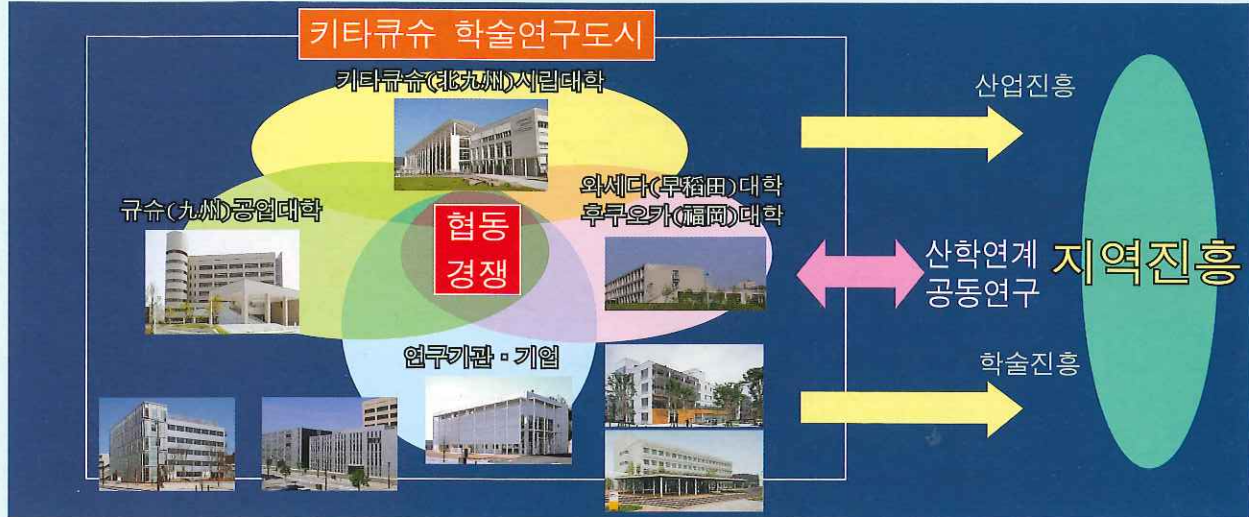 키타큐슈 학술연구도시
키타큐슈(北九州)시립대학
규슈(九州)공업대학
와세다(早稲田)대학
후쿠오카(福岡)대학
협동
경쟁
연구기관・기업
산업진흥
산학연계
공동연구
학술진흥
지역진흥